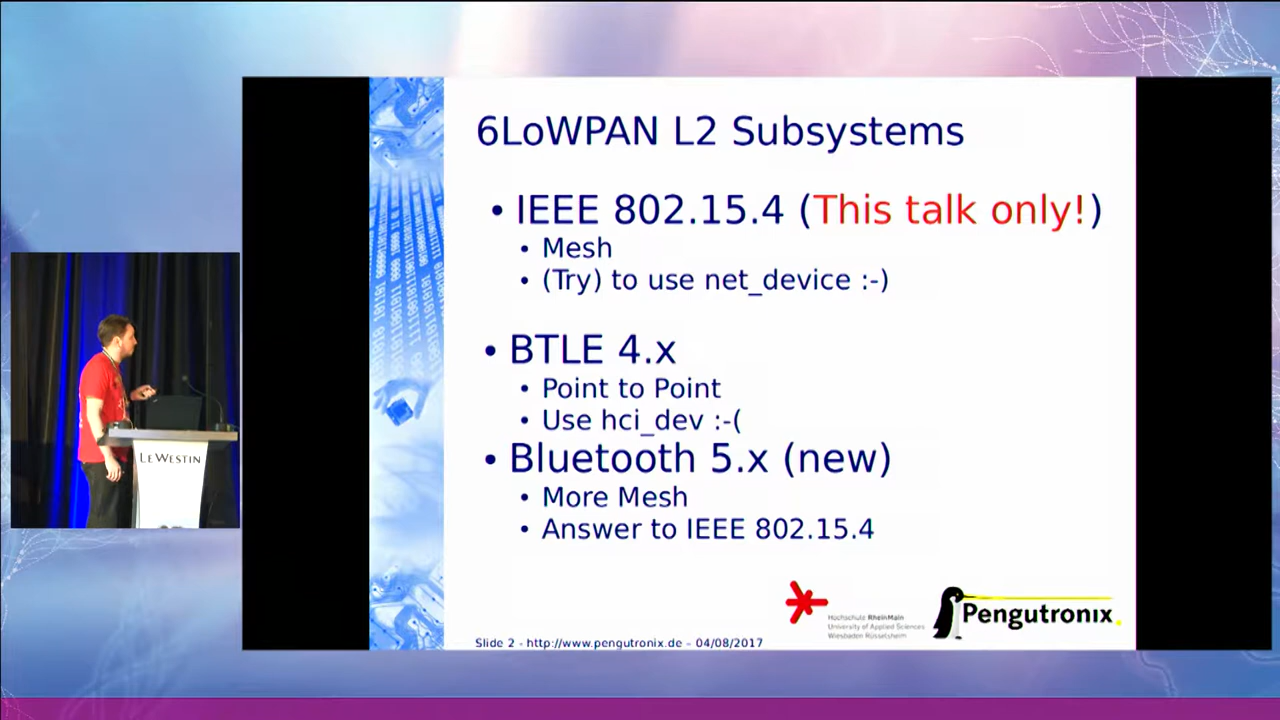 6LoWPAN L2 Subsystems
• IEEE 802.15.4 (This talk only!)
• Mesh
• (Try) to use net_device :-)
• BTLE 4.x
• Point to Point
• Use hci_dev :-(
• Bluetooth 5.x (new)
• More Mesh
• Answer to IEEE 802.15.4
LE WESTIN
Hochschule RheinMain
University of Applied Sciences
Wiesbaden Rüsselsheim
Pengutronix
Slide 2 - http://www.pengutronix.de – 04/08/2017